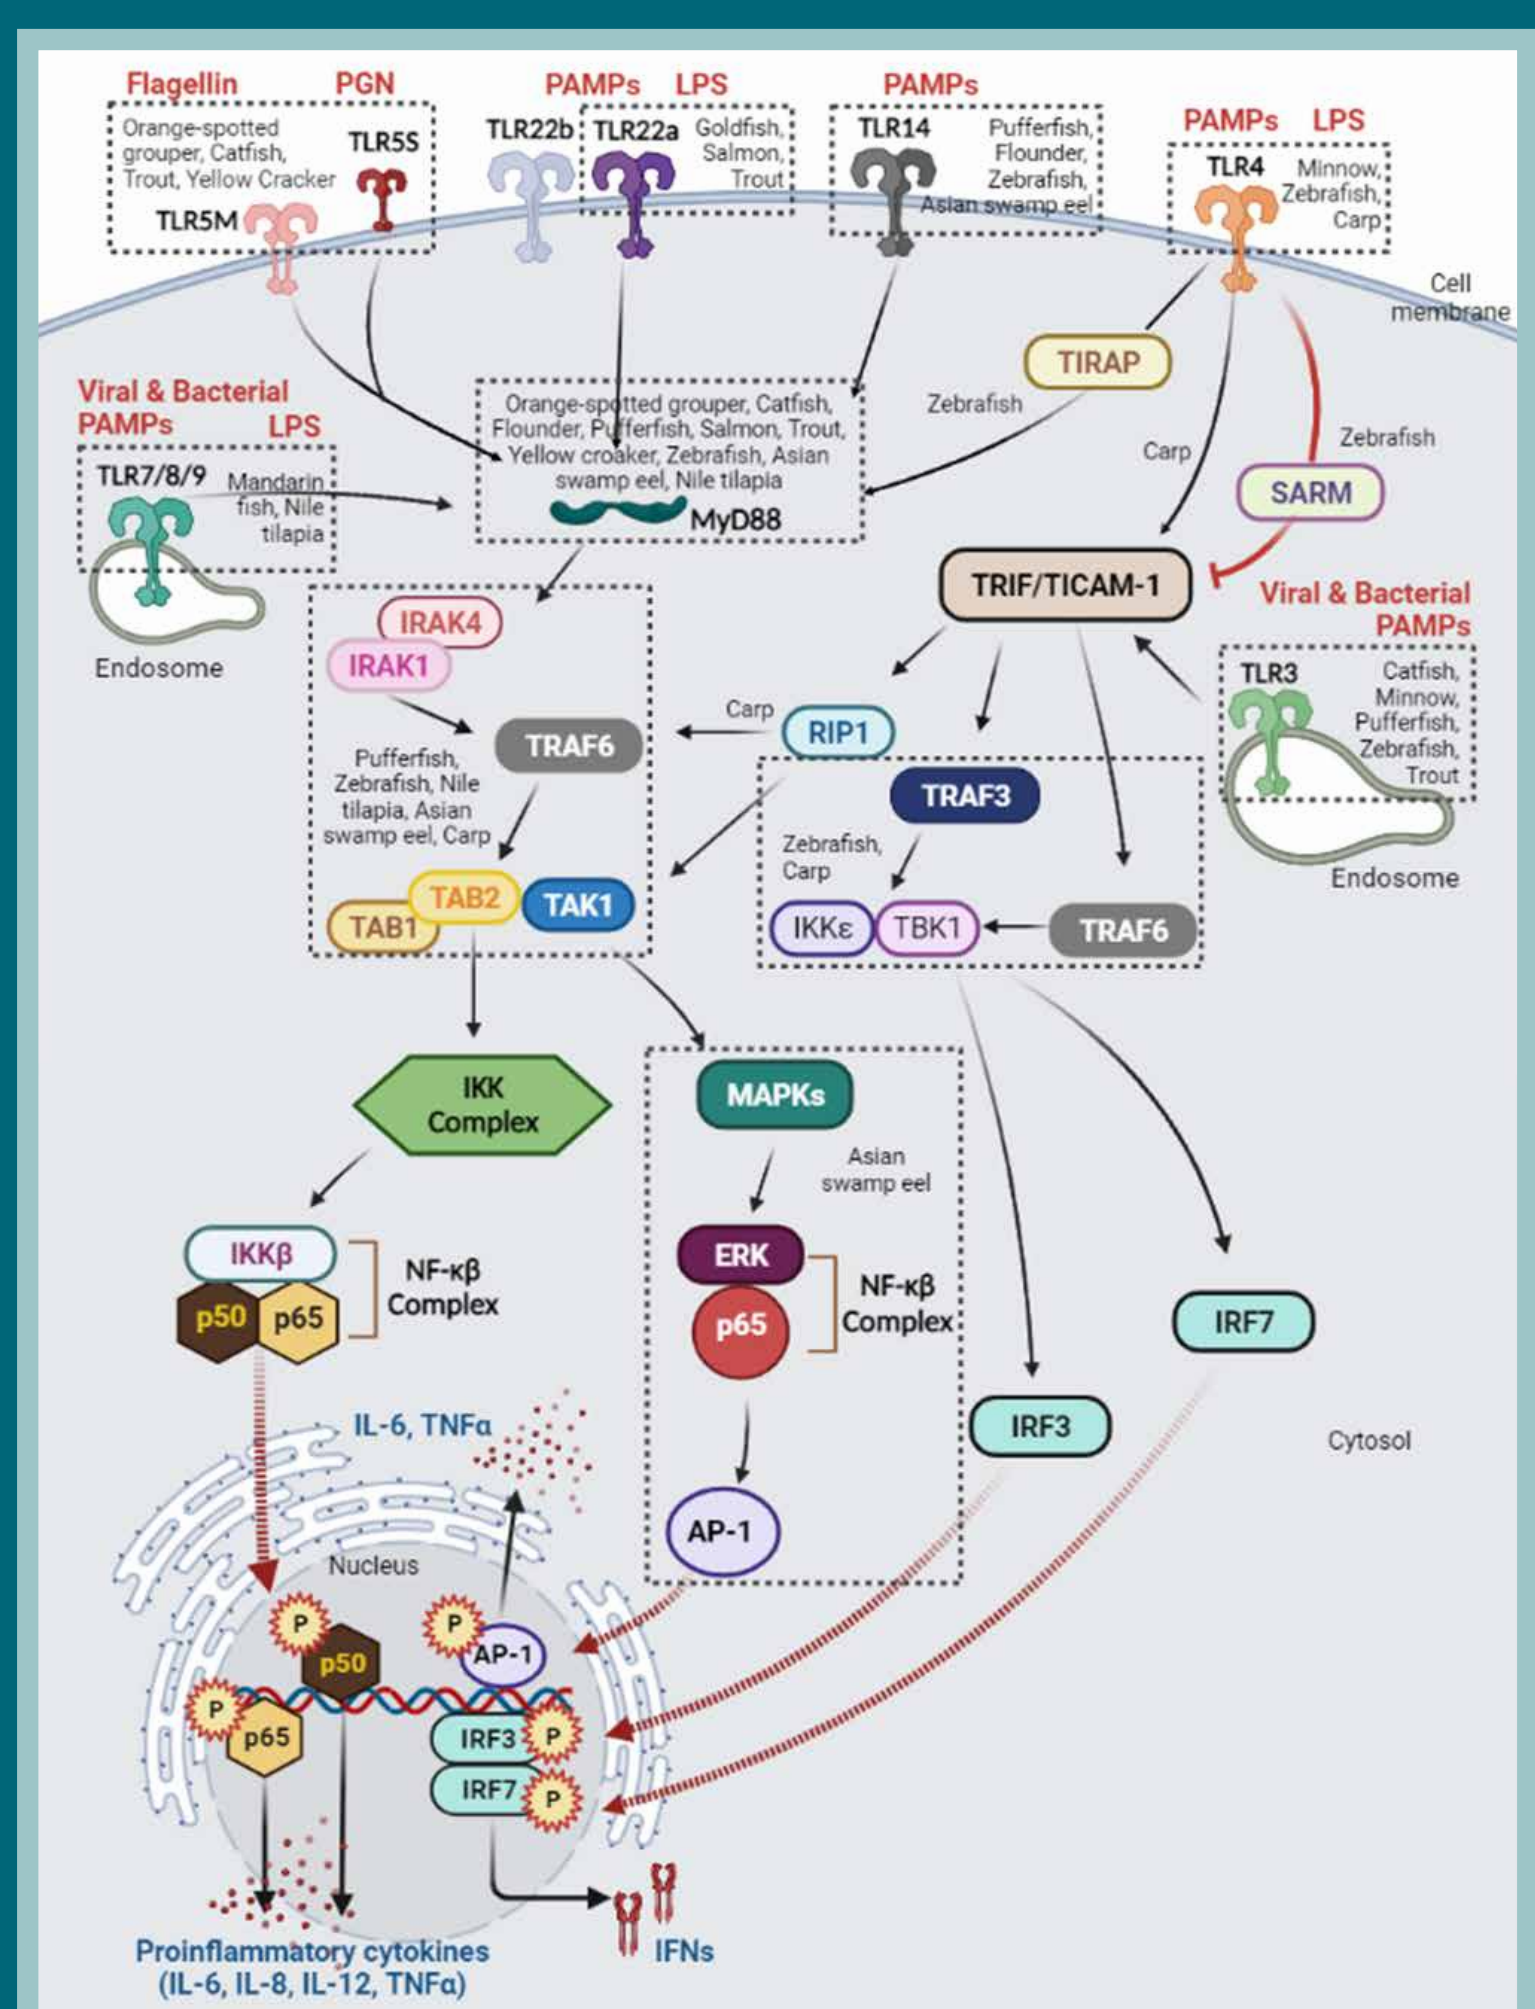 Flagellin
PGN
Orange-spotted
grouper, Catfish,
Trout, Yellow Cracker
TLR5S
TLR5M
PAMPs
LPS
TLR22b
TLR22a
Goldfish,
Salmon,
Trout
PAMPs
TLR14
Pufferfish,
Flounder,
Zebrafish,
Asian swamp eel
PAMPs
LPS
TLR4
Minnow,
Zebrafish,
Carp
Cell
membrane
TIRAP
Zebrafish
Carp
Zebrafish
SARM
Viral & Bacterial
PAMPs
LPS
TLR7/8/9
Mandarin
fish, Nile
tilapia
Endosome
Orange-spotted grouper, Catfish,
Flounder, Pufferfish, Salmon, Trout,
Yellow croaker, Zebrafish, Asian
swamp eel, Nile tilapia
MyD88
TRIF/TICAM-1
Viral & Bacterial
PAMPs
TLR3
Catfish,
Minnow,
Pufferfish,
Zebrafish,
Trout
Endosome
IRAK4
IRAK1
TRAF6
Pufferfish,
Zebrafish, Nile
tilapia, Asian
swamp eel, Carp
TAB2
TAK1
TAB1
Carp
RIP1
TRAF3
Zebrafish,
Carp
IKKε
TBK1
TRAF6
IKK
Complex
MAPKs
Asian
swamp eel
IKKβ
p50
p65
NF-κβ
Complex
ERK
p65
NF-κβ
Complex
IRF7
IRF3
Cytosol
AP-1
IL-6, TNFα
Nucleus
P
p50
P
AP-1
P
p65
IRF3
P
IRF7
P
IFNs
Proinflammatory cytokines
(IL-6, IL-8, IL-12, TNFα)